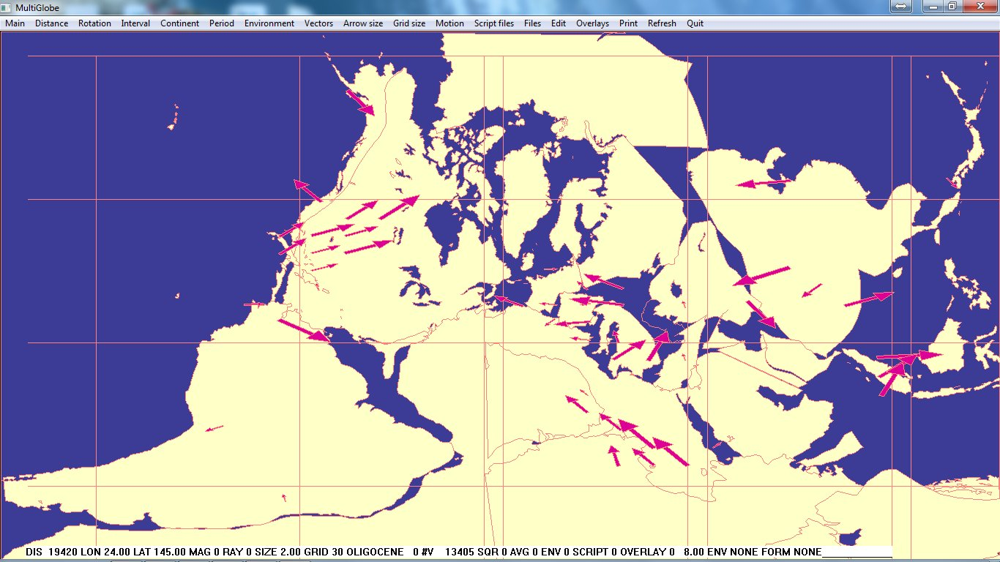 MultiGlobe
Main Distance Rotation Interval Continent Period Environment Vectors Arrow size Grid size Motion Script files Files Edit Overlays Print Refresh Quit
DIS 19420 LON 24.00 LAT 145.00 MAG 0 RAY 0 SIZE 2.00 GRID 30 OLIGOCENE 0 #V 13405 SQR 0 AVG 0 ENV 0 SCRIPT 0 OVERLAY 0 8.00 ENV NONE FORM NONE____________